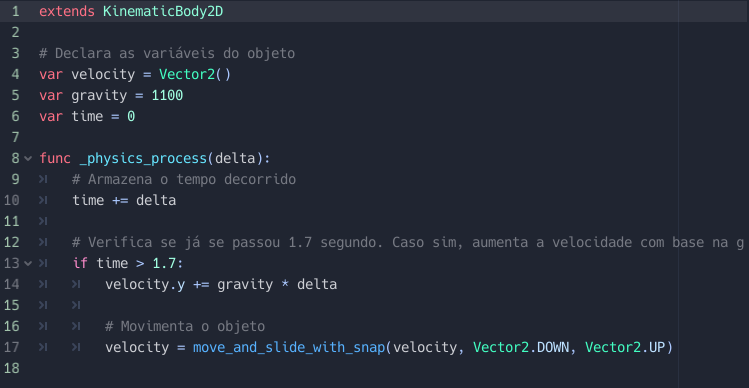 1 extends KinematicBody2D
2
3 # Declara as variáveis do objeto
4 var velocity = Vector2()
5 var gravity = 1100
6 var time = 0
7
8 func _physics_process(delta):
9 # Armazena o tempo decorrido
10 time += delta
11
12 # Verifica se já se passou 1.7 segundo. Caso sim, aumenta a velocidade com base na g
13 if time > 1.7:
14 velocity.y += gravity * delta
15
16 # Movimenta o objeto
17 velocity = move_and_slide_with_snap(velocity, Vector2.DOWN, Vector2.UP)
18